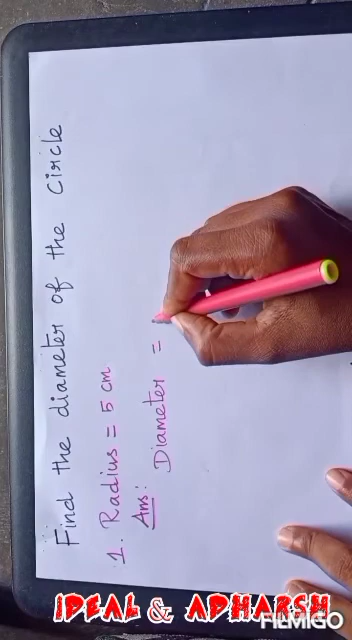 Find the diameter of the circle
1. Radius = 5 cm
Ans: Diameter =
IDEAL & ADHARSH
FILMIGO